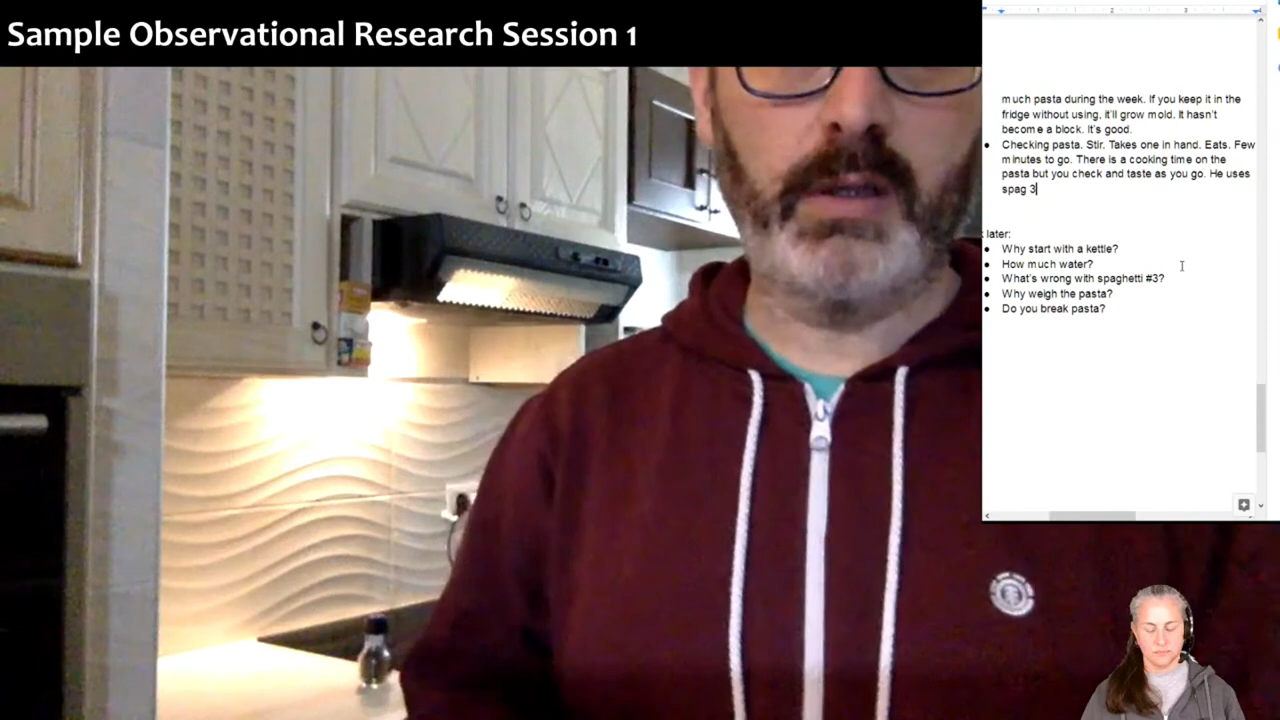 Sample Observational Research Session 1
1 2 3
much pasta during the week. If you keep it in the
fridge without using, it'll grow mold. It hasn't
become a block. It's good.
Checking pasta. Stir. Takes one in hand. Eats. Few
minutes to go. There is a cooking time on the
pasta but you check and taste as you go. He uses
spag 3
later:
Why start with a kettle?
How much water?
What's wrong with spaghetti #3?
Why weigh the pasta?
Do you break pasta?